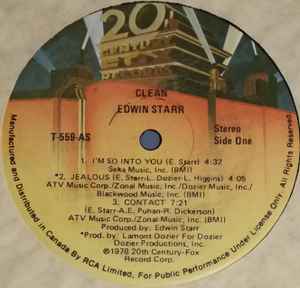 20
CENTURY
RECORDS
CLEAN
EDWIN STARR
T-559-AS
Stereo
Side One
1. I'M SO INTO YOU (E. Starr) 4:32
Seka Music, Inc. (BMI)
*2. JEALOUS (E. Starr-L. Dozier-L. Higgins) 4:05
ATV Music Corp./Zonal Music, Inc./Dozier Music, Inc./
Blackwood Music, Inc. (BMI)
3. CONTACT 7:21
(E. Starr-A.E. Puhan-R. Dickerson)
ATV Music Corp./Zonal Music, Inc. (BMI)
Produced by: Edwin Starr
*Prod. by: Lamont Dozier For Dozier
Productions, Inc.
℗1978 20th Century-Fox
Record Corp.
Manufactured and Distributed in Canada By RCA Limited, For Public Performance Under License Only. All Rights Reserved.